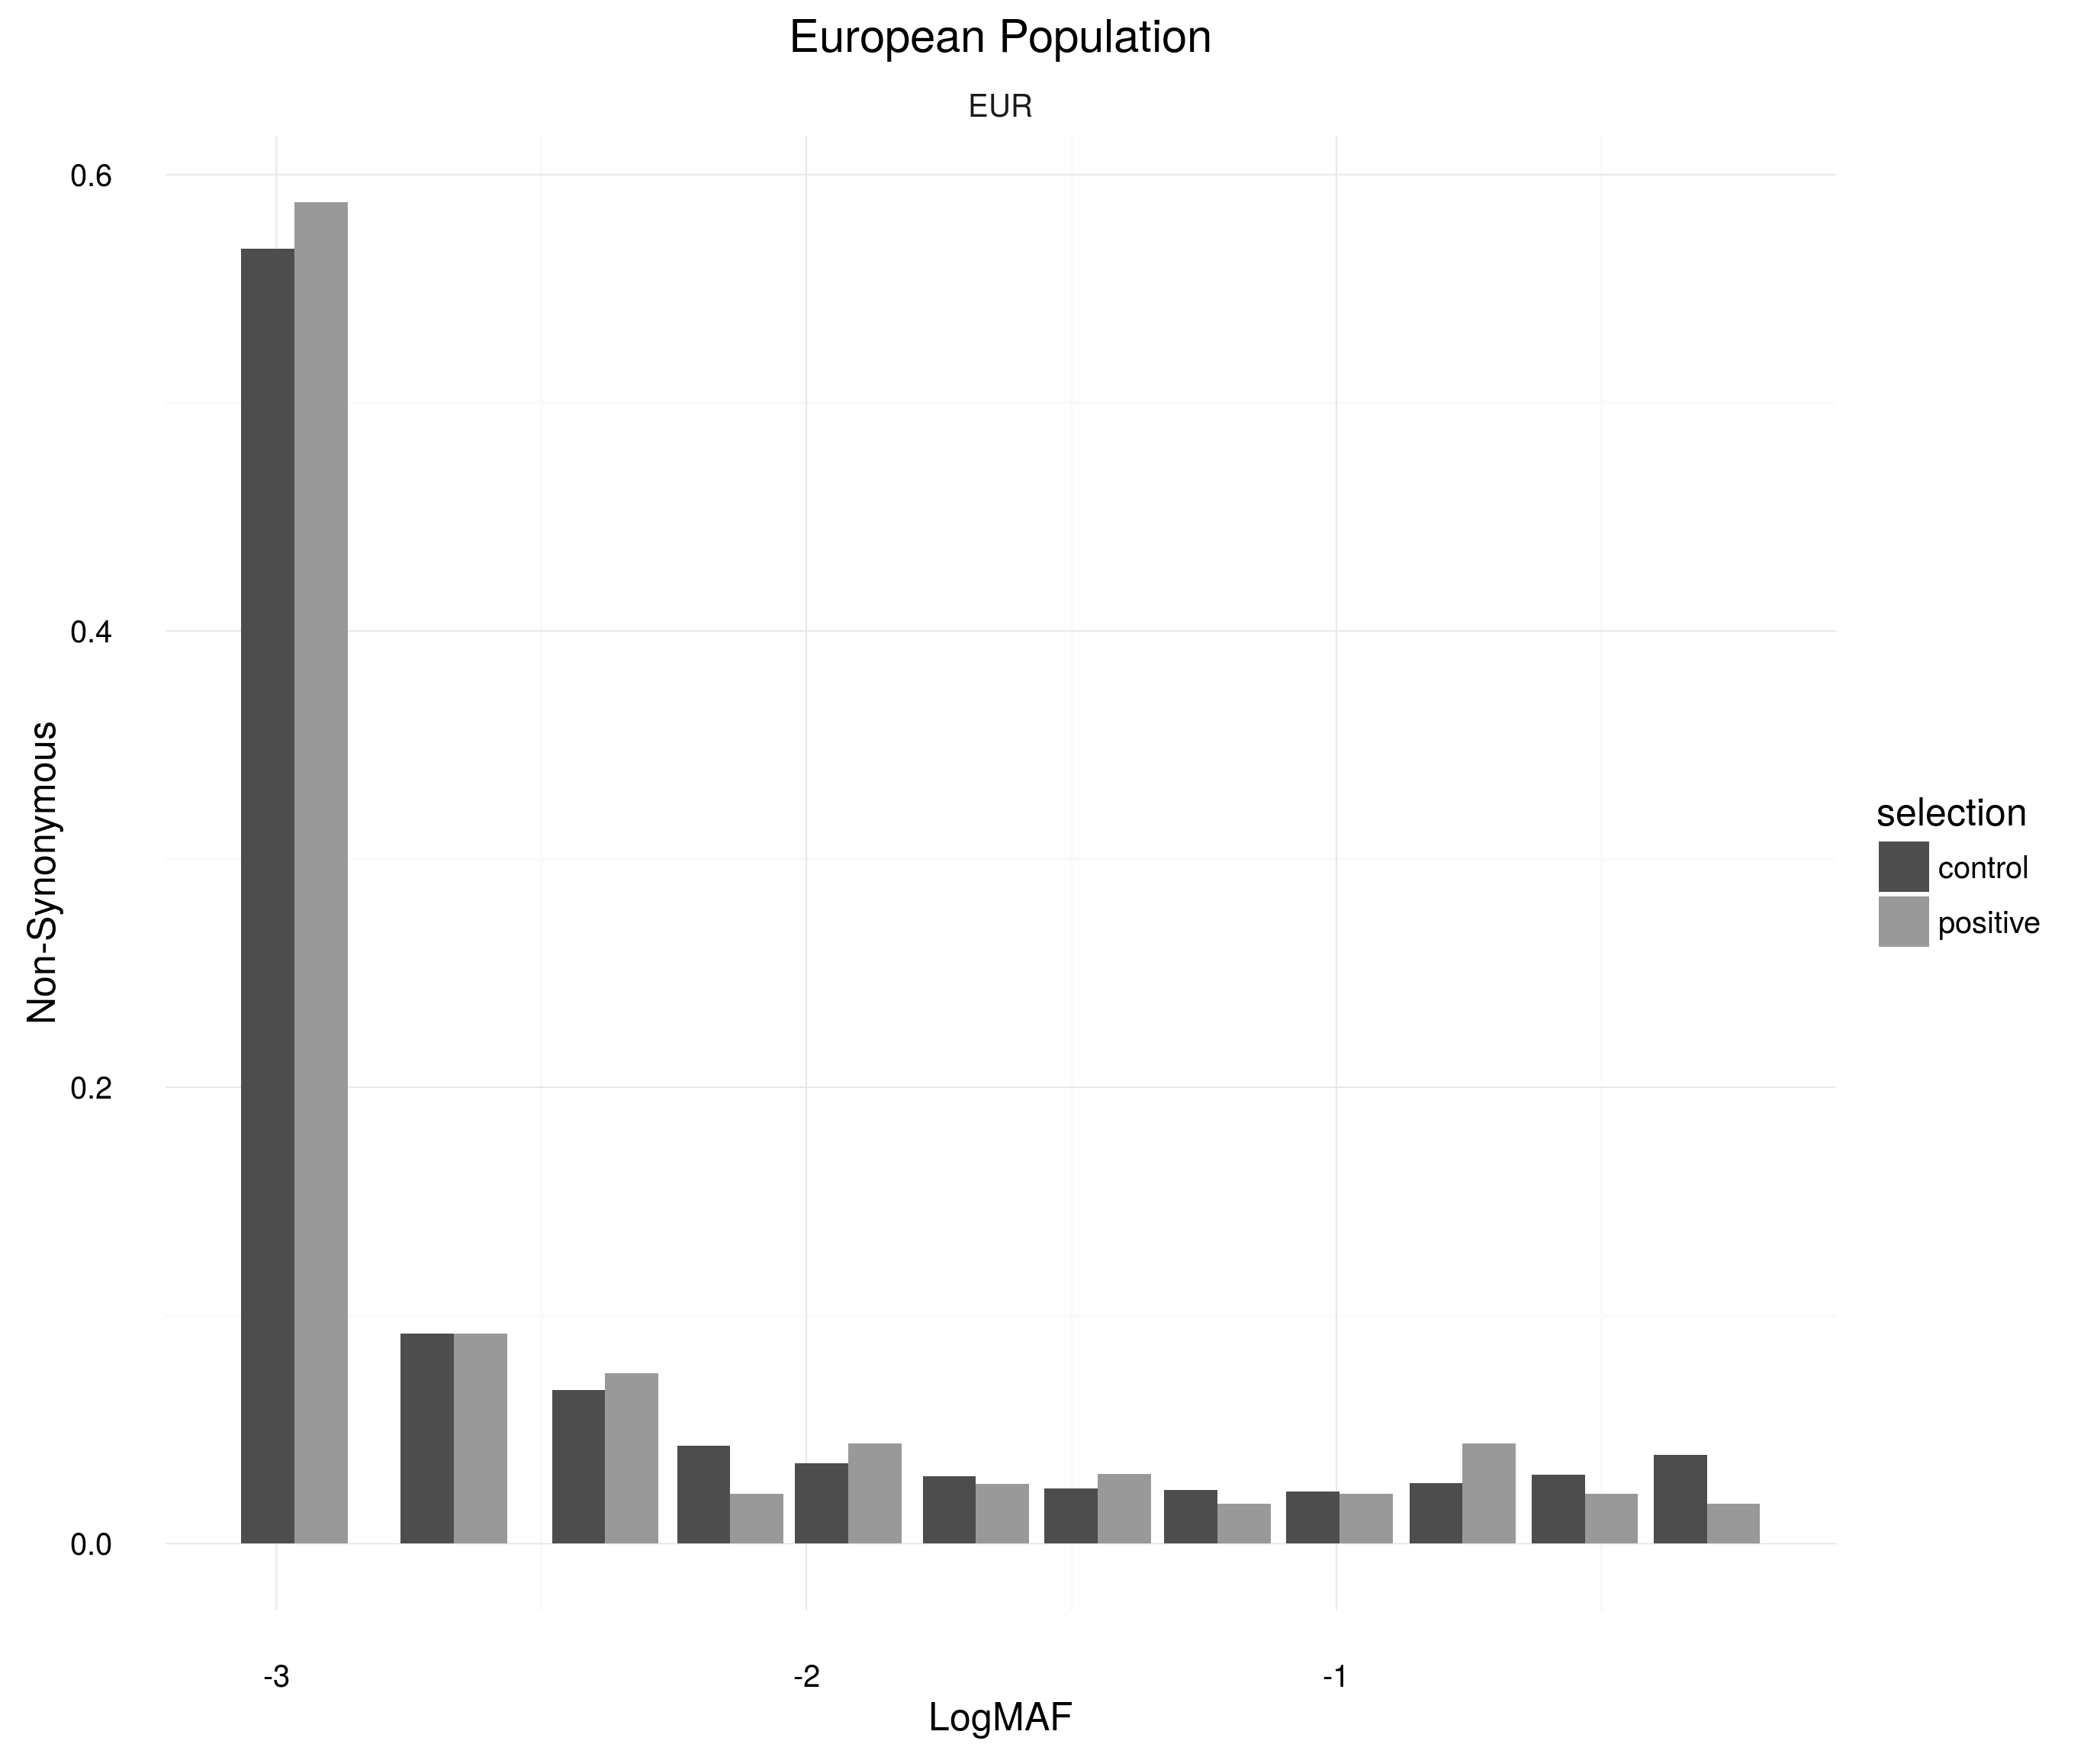 European Population
EUR
0.6
0.4
0.2
0.0
Non-Synonymous
-3
-2
-1
LogMAF
selection
control
positive